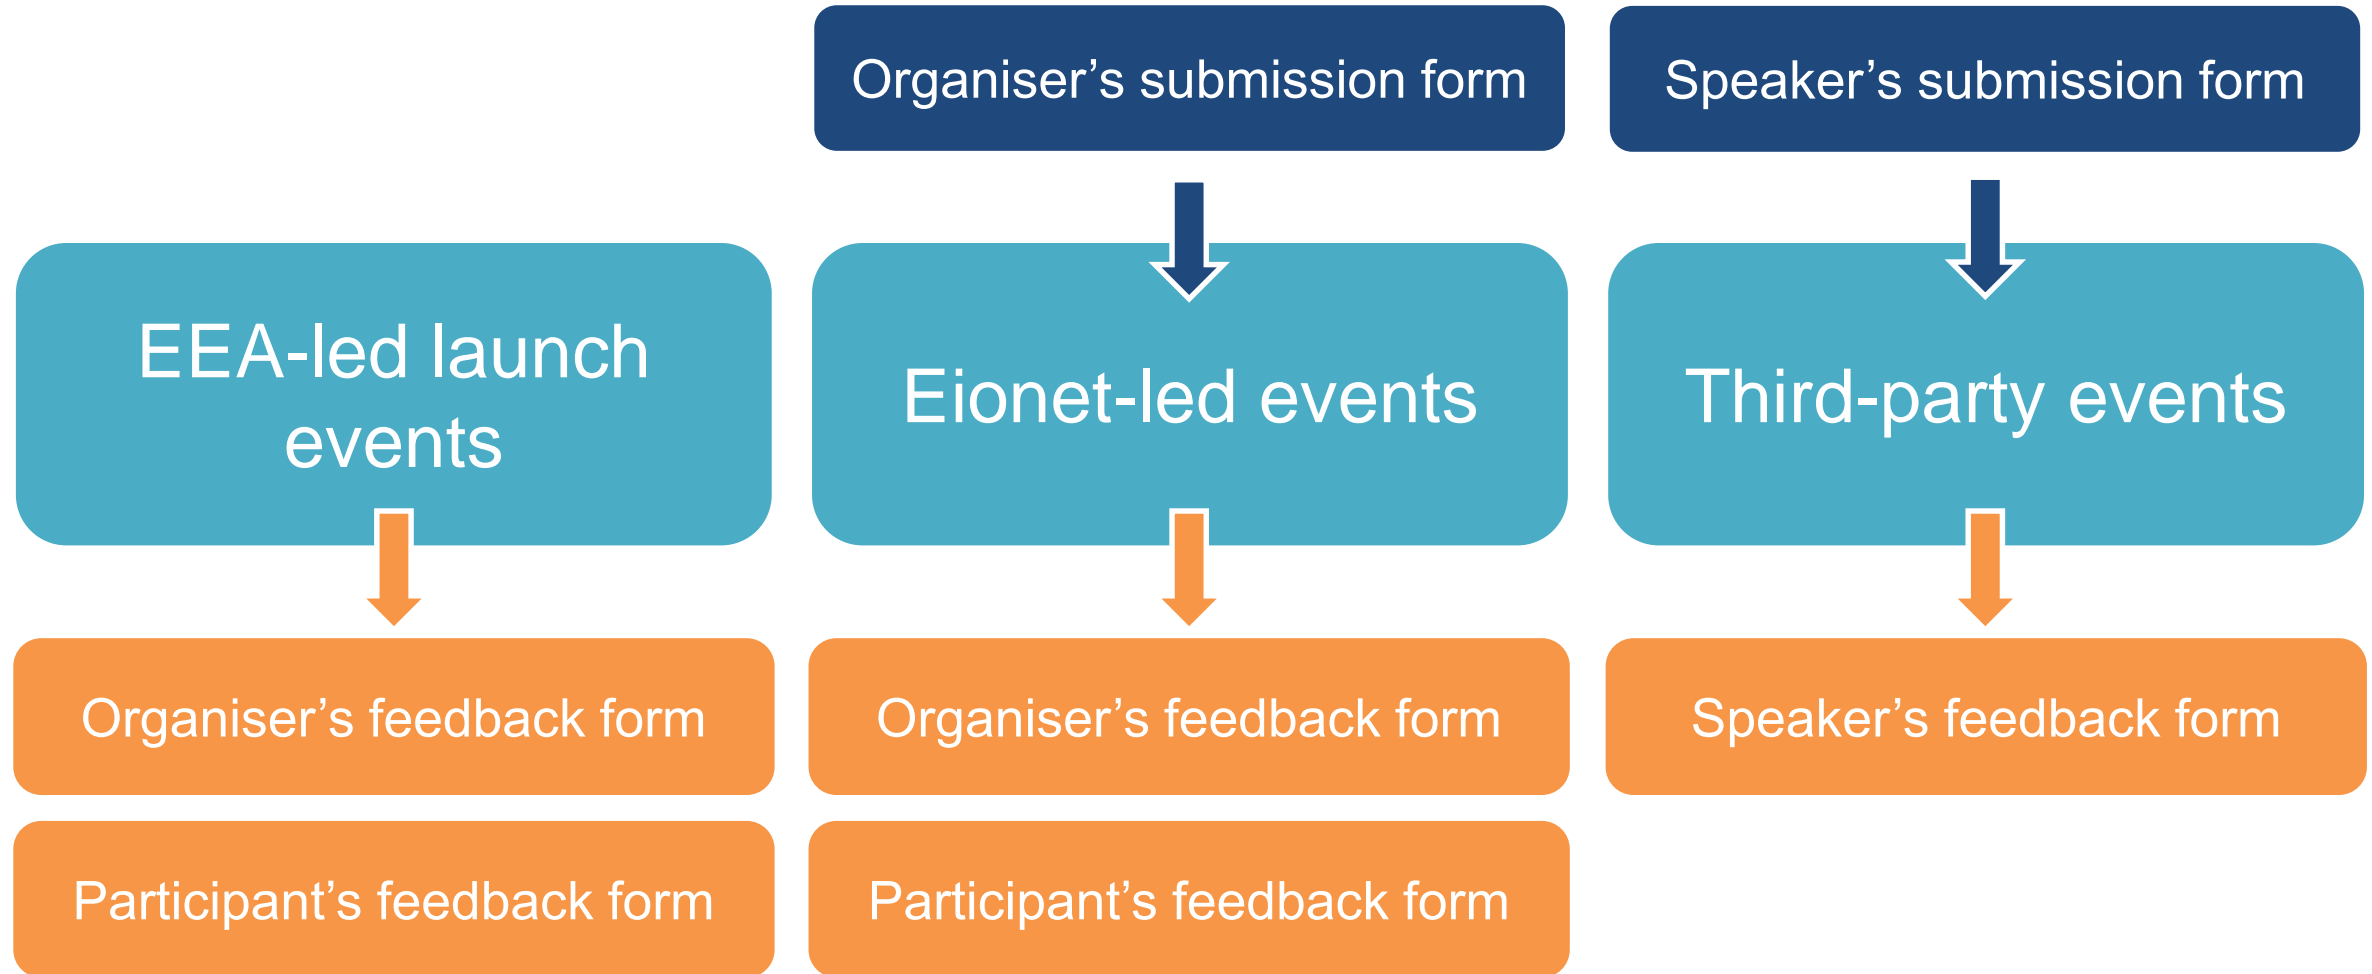 Organiser’s submission form
Speaker’s submission form
EEA-led launch
events
Eionet-led events
Third-party events
Organiser’s feedback form
Organiser’s feedback form
Speaker’s feedback form
Participant’s feedback form
Participant’s feedback form